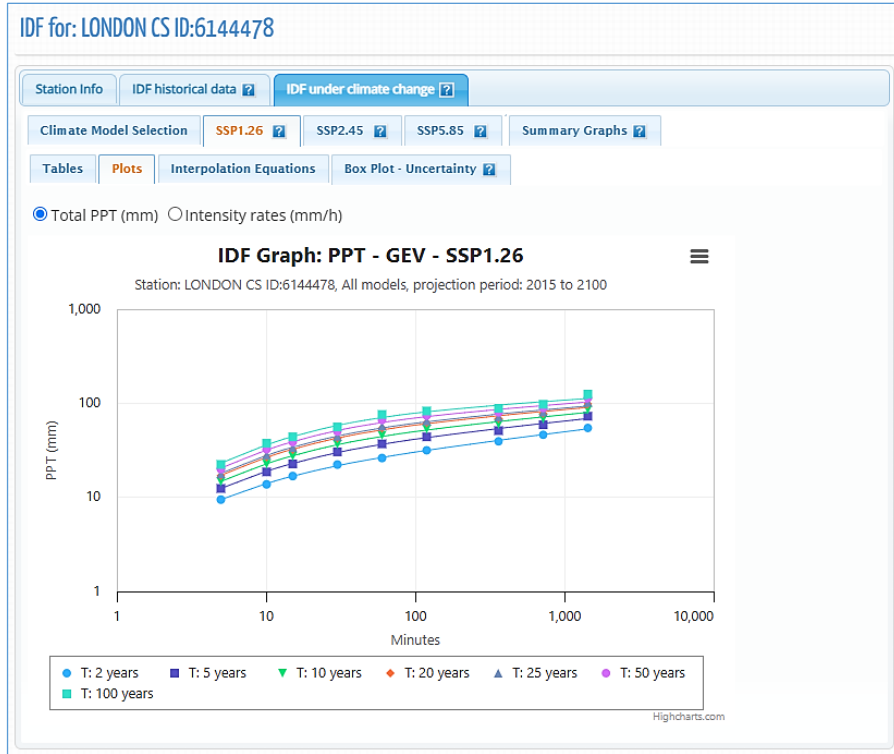 IDF for: LONDON CS ID:6144478
Station Info IDF historical data ? IDF under climate change ?
Climate Model Selection SSP1.26 ? SSP2.45 ? SSP5.85 ? Summary Graphs ?
Tables Plots Interpolation Equations Box Plot - Uncertainty ?
Total PPT (mm) Intensity rates (mm/h)
IDF Graph: PPT - GEV - SSP1.26
Station: LONDON CS ID:6144478, All models, projection period: 2015 to 2100
1,000
100
10
1
PPT (mm)
1 10 100 1,000 10,000
Minutes
T: 2 years T: 5 years T: 10 years T: 20 years T: 25 years T: 50 years
T: 100 years
Highcharts.com